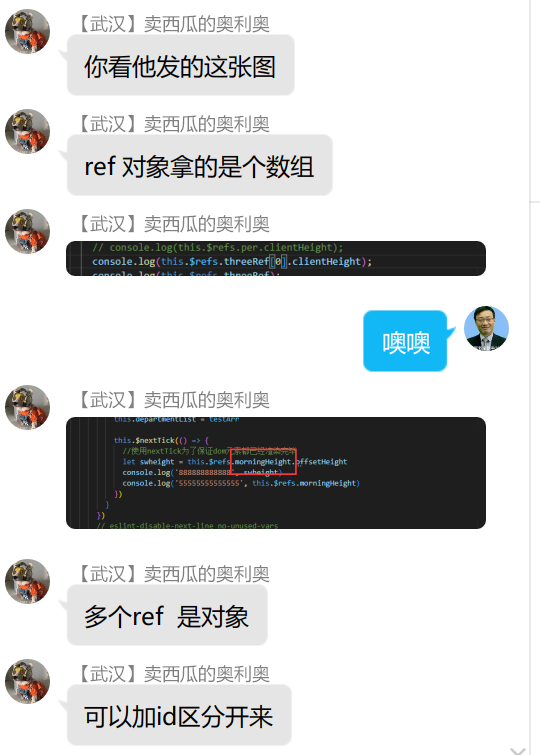 【武汉】卖西瓜的奥利奥
你看他发的这张图
【武汉】卖西瓜的奥利奥
ref 对象拿的是个数组
【武汉】卖西瓜的奥利奥
// console.log(this.$refs.per.clientHeight);
console.log(this.$refs.threeRef[0].clientHeight);
console.log(this.$refs.threeRef);
噢噢
【武汉】卖西瓜的奥利奥
this.departmentList = testArr
this.$nextTick(() => {
//使用nextTick为了保证dom元素都已经渲染完毕
let swheight = this.$refs.morningHeight.offsetHeight
console.log('888888888888', swheight)
console.log('55555555555555', this.$refs.morningHeight)
})
}
})
// eslint-disable-next-line no-unused-vars
【武汉】卖西瓜的奥利奥
多个ref 是对象
【武汉】卖西瓜的奥利奥
可以加id区分开来